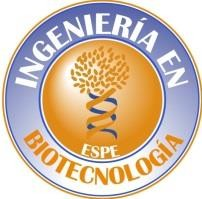 INGENIERÍA EN
ESPE
BIOTECNOLOGÍA